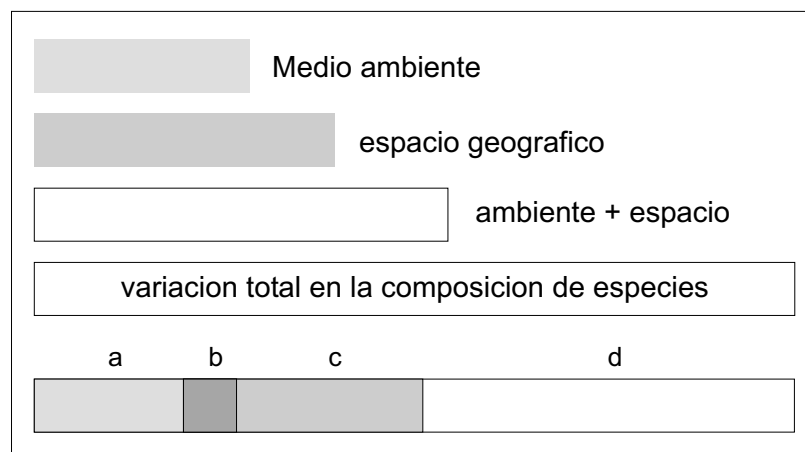 Medio ambiente
espacio geografico
ambiente + espacio
variacion total en la composicion de especies
a b c d